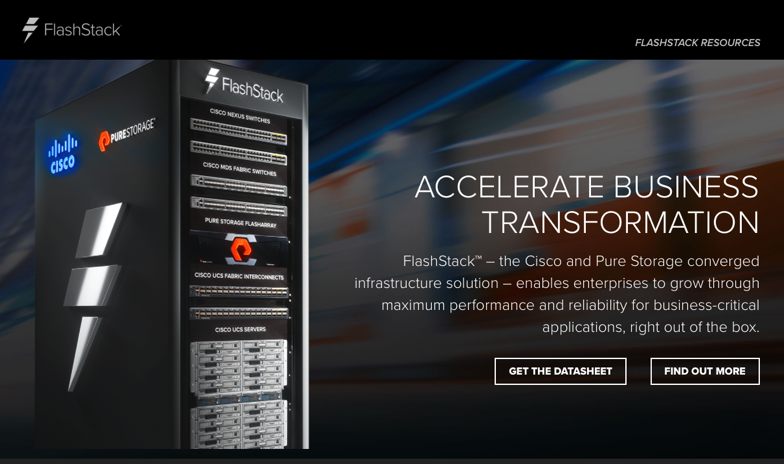 FlashStack
FLASHSTACK RESOURCES
FlashStack
CISCO NEXUS SWITCHES
CISCO
PURESTORAGE®
CISCO MDS FABRIC SWITCHES
PURE STORAGE FLASHARRAY
CISCO UCS FABRIC INTERCONNECTS
CISCO UCS SERVERS
ACCELERATE BUSINESS
TRANSFORMATION
FlashStack™ – the Cisco and Pure Storage converged
infrastructure solution – enables enterprises to grow through
maximum performance and reliability for business-critical
applications, right out of the box.
GET THE DATASHEET
FIND OUT MORE